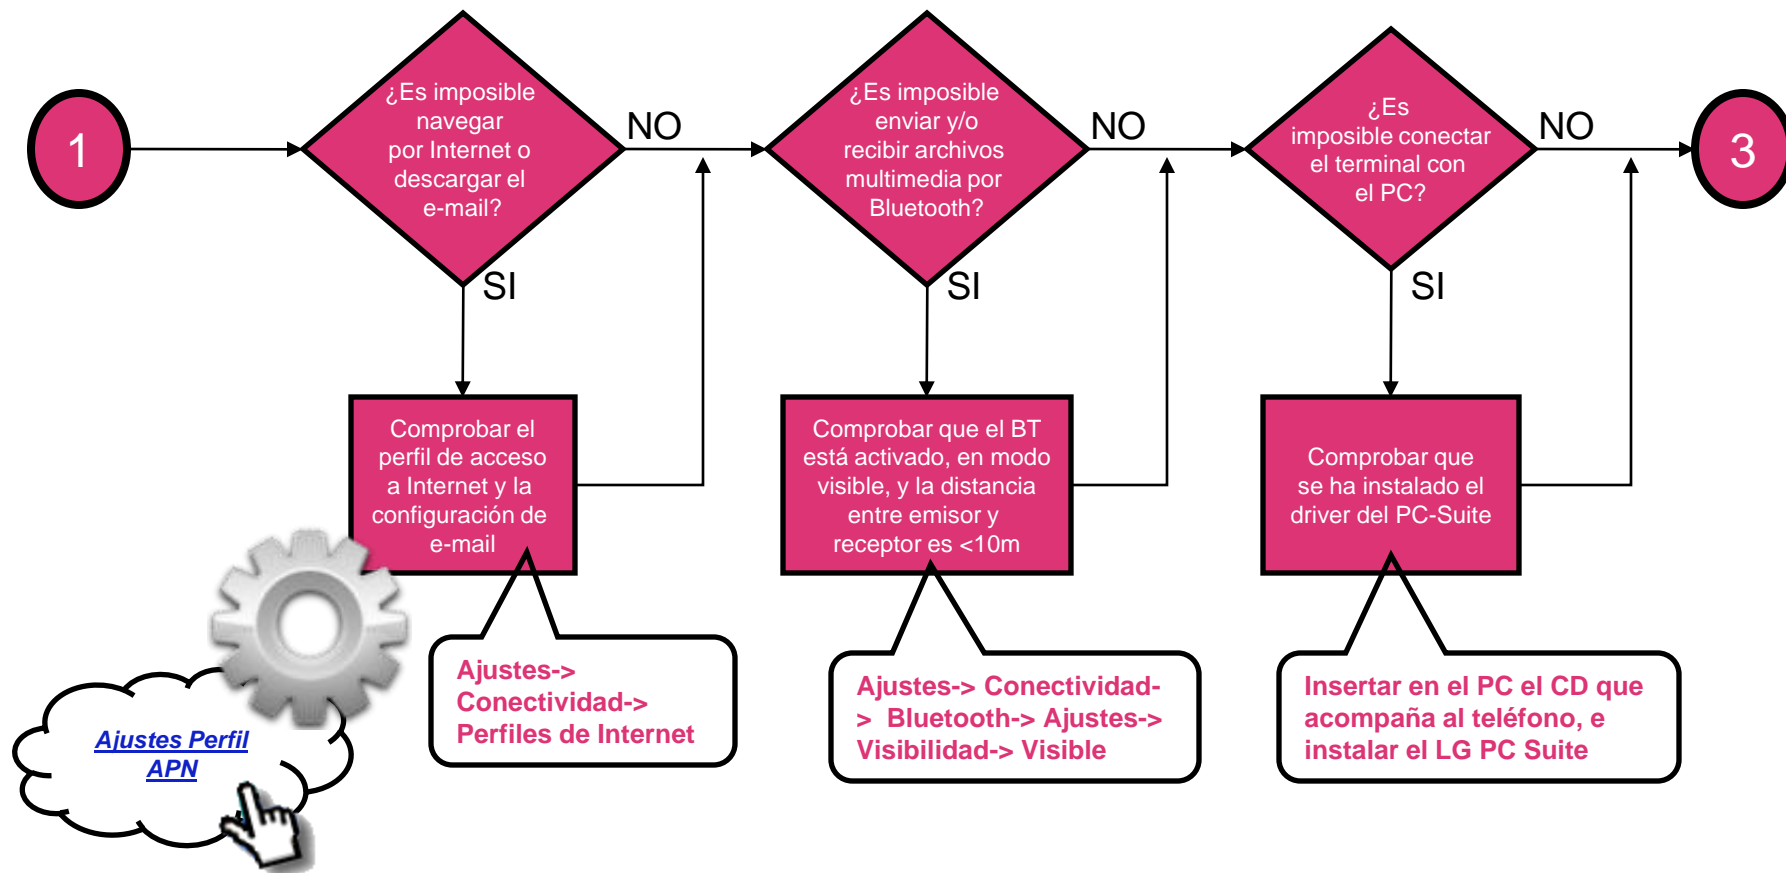 1
¿Es imposible
navegar
por Internet o
descargar el
e-mail?
NO
SI
¿Es imposible
enviar y/o
recibir archivos
multimedia por
Bluetooth?
NO
SI
¿Es
imposible conectar
el terminal con
el PC?
NO
SI
3
Comprobar el
perfil de acceso
a Internet y la
configuración de
e-mail
Comprobar que el BT
está activado, en modo
visible, y la distancia
entre emisor y
receptor es <10m
Comprobar que
se ha instalado el
driver del PC-Suite
Ajustes Perfil
APN
Ajustes->
Conectividad->
Perfiles de Internet
Ajustes-> Conectividad-
> Bluetooth-> Ajustes->
Visibilidad-> Visible
Insertar en el PC el CD que
acompaña al teléfono, e
instalar el LG PC Suite